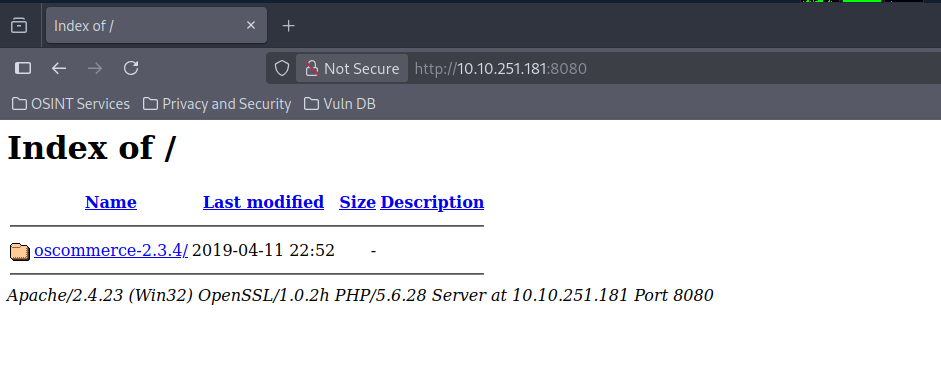 Index of /
Not Secure http://10.10.251.181:8080
OSINT Services Privacy and Security Vuln DB
Index of /
Name Last modified Size Description
oscommerce-2.3.4/ 2019-04-11 22:52 -
Apache/2.4.23 (Win32) OpenSSL/1.0.2h PHP/5.6.28 Server at 10.10.251.181 Port 8080